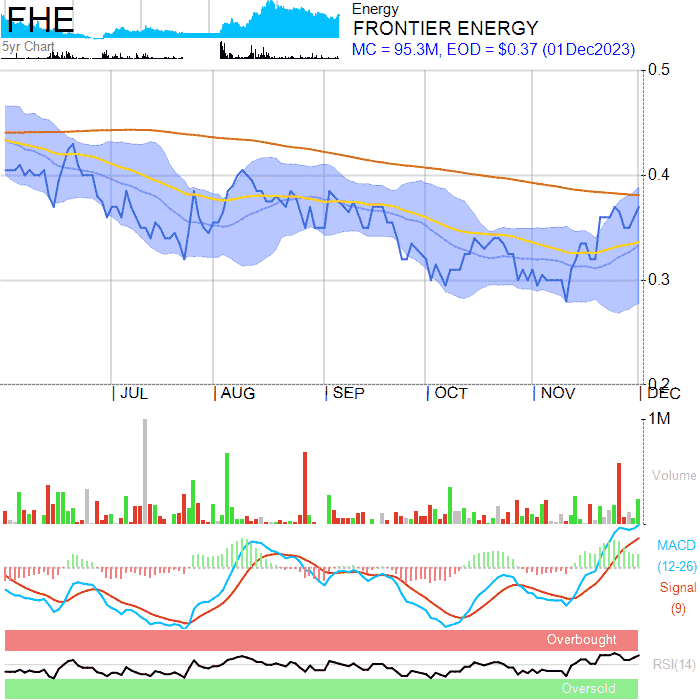 FHE
5yr Chart
Energy
FRONTIER ENERGY
MC = 95.3M, EOD = $0.37 (01Dec2023)
0.5
0.4
0.3
0.2
JUL
AUG
SEP
OCT
NOV
DEC
1M
Volume
MACD
(12-26)
Signal
(9)
Overbought
RSI(14)
Oversold